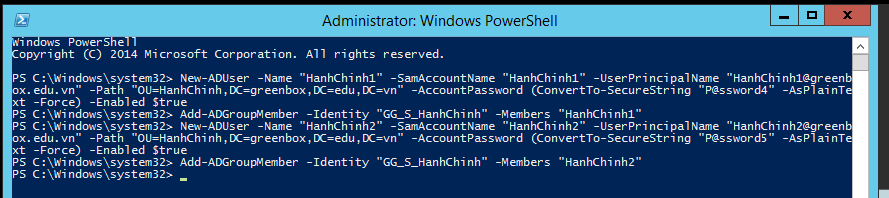 Administrator: Windows PowerShell
Windows PowerShell
Copyright (C) 2014 Microsoft Corporation. All rights reserved.
PS C:\Windows\system32> New-ADUser -Name "HanhChinh1" -SamAccountName "HanhChinh1" -UserPrincipalName "HanhChinh1@greenb
ox.edu.vn" -Path "OU=HanhChinh,DC=greenbox,DC=edu,DC=vn" -AccountPassword (ConvertTo-SecureString "P@ssword4" -AsPlainTe
xt -Force) -Enabled $true
PS C:\Windows\system32> Add-ADGroupMember -Identity "GG_S_HanhChinh" -Members "HanhChinh1"
PS C:\Windows\system32> New-ADUser -Name "HanhChinh2" -SamAccountName "HanhChinh2" -UserPrincipalName "HanhChinh2@greenb
ox.edu.vn" -Path "OU=HanhChinh,DC=greenbox,DC=edu,DC=vn" -AccountPassword (ConvertTo-SecureString "P@ssword5" -AsPlainTe
xt -Force) -Enabled $true
PS C:\Windows\system32> Add-ADGroupMember -Identity "GG_S_HanhChinh" -Members "HanhChinh2"
PS C:\Windows\system32>